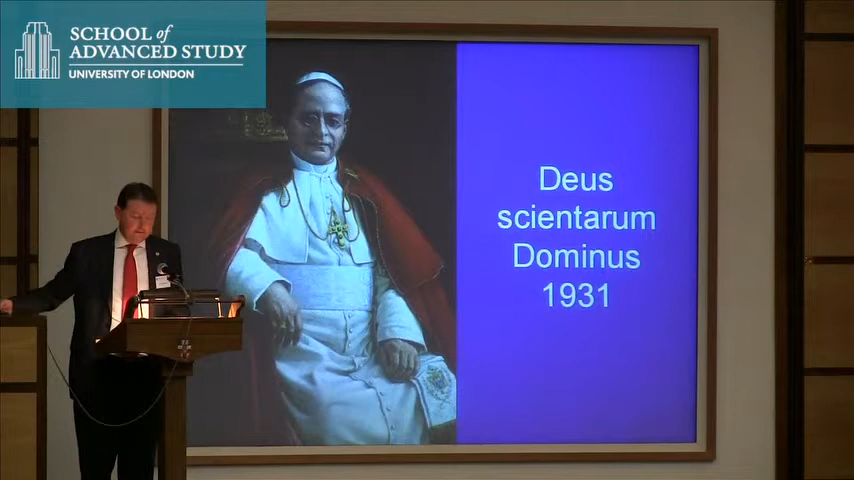 SCHOOL of
ADVANCED STUDY
UNIVERSITY OF LONDON
Deus
scientarum
Dominus
1931